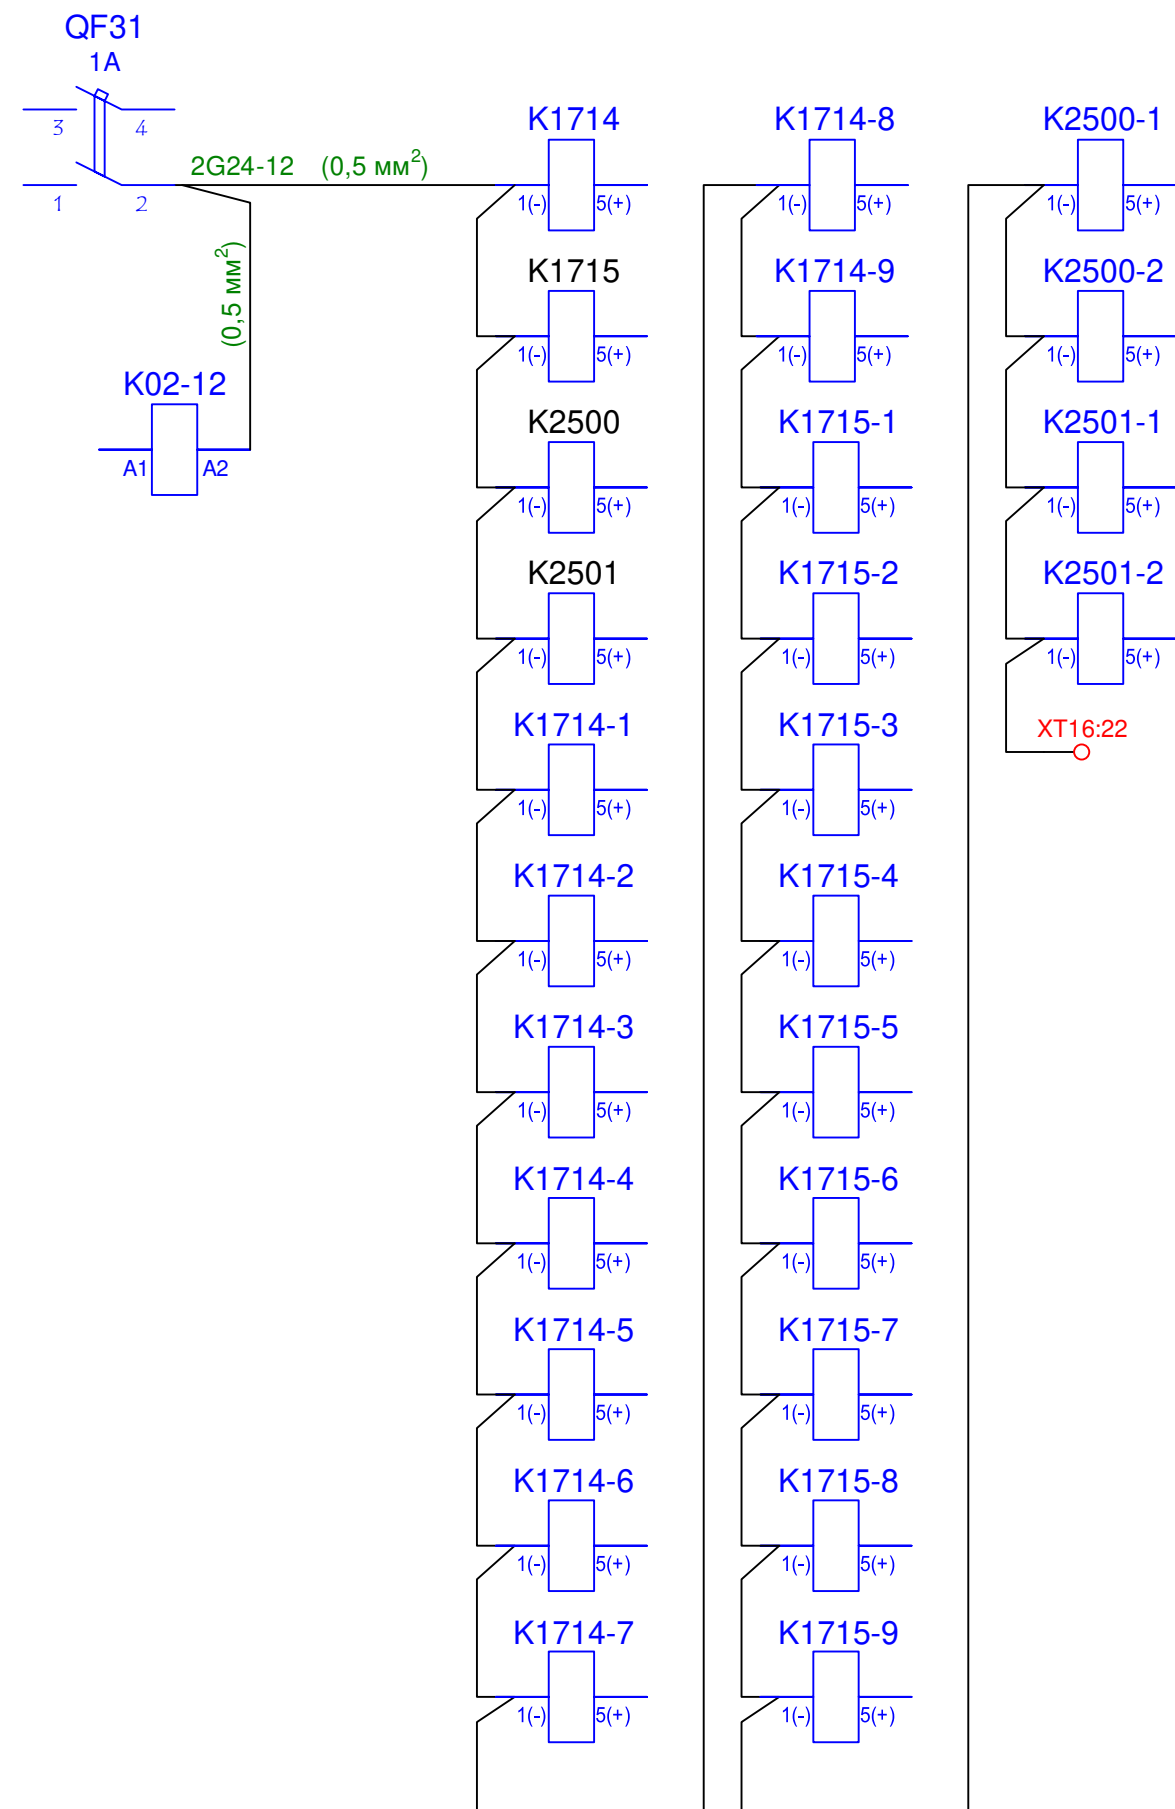 QF31
1A
3 4
1 2
2G24-12 (0,5 мм²)
(0,5 мм²)
K02-12
A1 A2
K1714
1(-) 5(+)
K1715
1(-) 5(+)
K2500
1(-) 5(+)
K2501
1(-) 5(+)
K1714-1
1(-) 5(+)
K1714-2
1(-) 5(+)
K1714-3
1(-) 5(+)
K1714-4
1(-) 5(+)
K1714-5
1(-) 5(+)
K1714-6
1(-) 5(+)
K1714-7
1(-) 5(+)
K1714-8
1(-) 5(+)
K1714-9
1(-) 5(+)
K1715-1
1(-) 5(+)
K1715-2
1(-) 5(+)
K1715-3
1(-) 5(+)
K1715-4
1(-) 5(+)
K1715-5
1(-) 5(+)
K1715-6
1(-) 5(+)
K1715-7
1(-) 5(+)
K1715-8
1(-) 5(+)
K1715-9
1(-) 5(+)
K2500-1
1(-) 5(+)
K2500-2
1(-) 5(+)
K2501-1
1(-) 5(+)
K2501-2
1(-) 5(+)
XT16:22